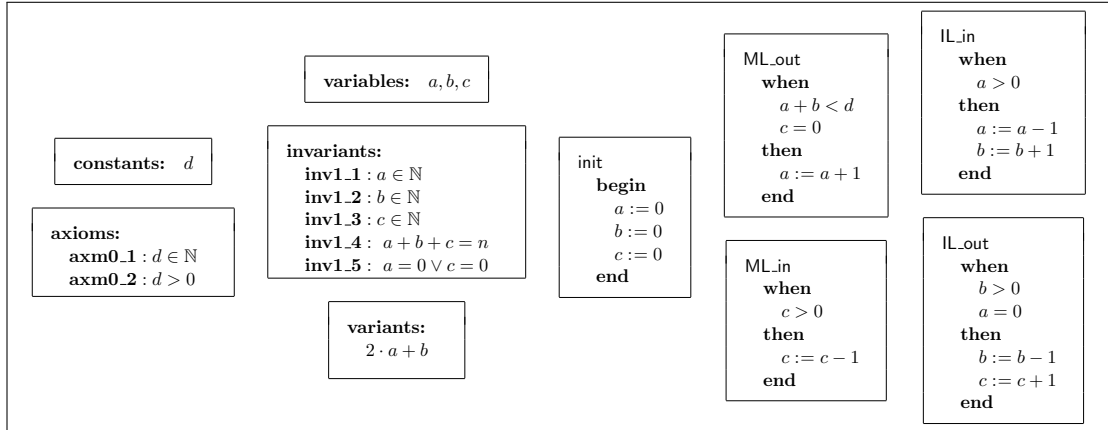 constants: d
axioms:
axm0_1 : d ∈ ℕ
axm0_2 : d > 0
variables: a, b, c
invariants:
inv1_1 : a ∈ ℕ
inv1_2 : b ∈ ℕ
inv1_3 : c ∈ ℕ
inv1_4 : a + b + c = n
inv1_5 : a = 0 ∨ c = 0
variants:
2 · a + b
init
begin
a := 0
b := 0
c := 0
end
ML_out
when
a + b < d
c = 0
then
a := a + 1
end
ML_in
when
c > 0
then
c := c − 1
end
IL_in
when
a > 0
then
a := a − 1
b := b + 1
end
IL_out
when
b > 0
a = 0
then
b := b − 1
c := c + 1
end